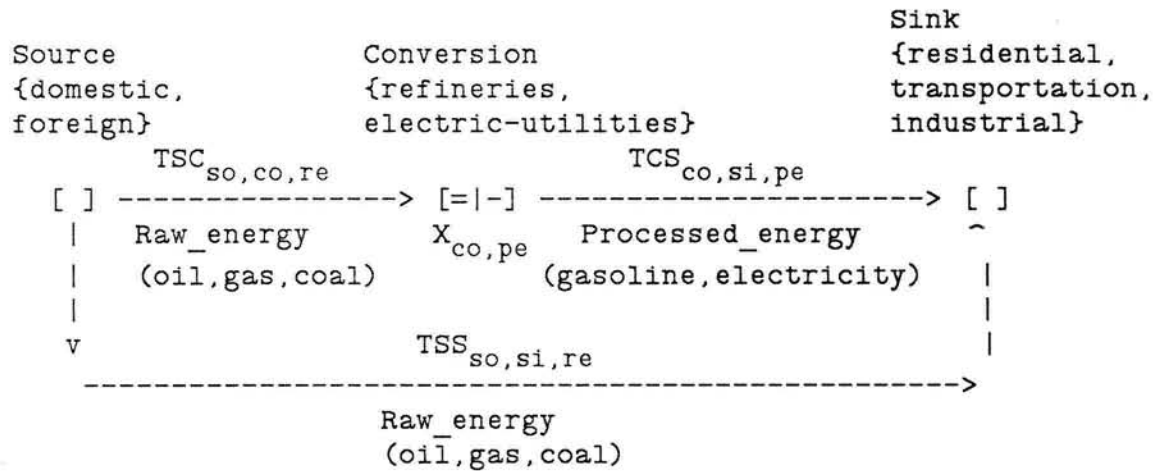 Sink
Source Conversion {residential,
{domestic, {refineries, transportation,
foreign} electric-utilities} industrial}
TSC so,co,re TCS co,si,pe
[ ] ----------------> [=|-] ----------------------> [ ]
| Raw_energy X co,pe Processed_energy ^
| (oil,gas,coal) (gasoline,electricity) |
| |
v TSS so,si,re |
---------------------------------------------------->
Raw_energy
(oil,gas,coal)